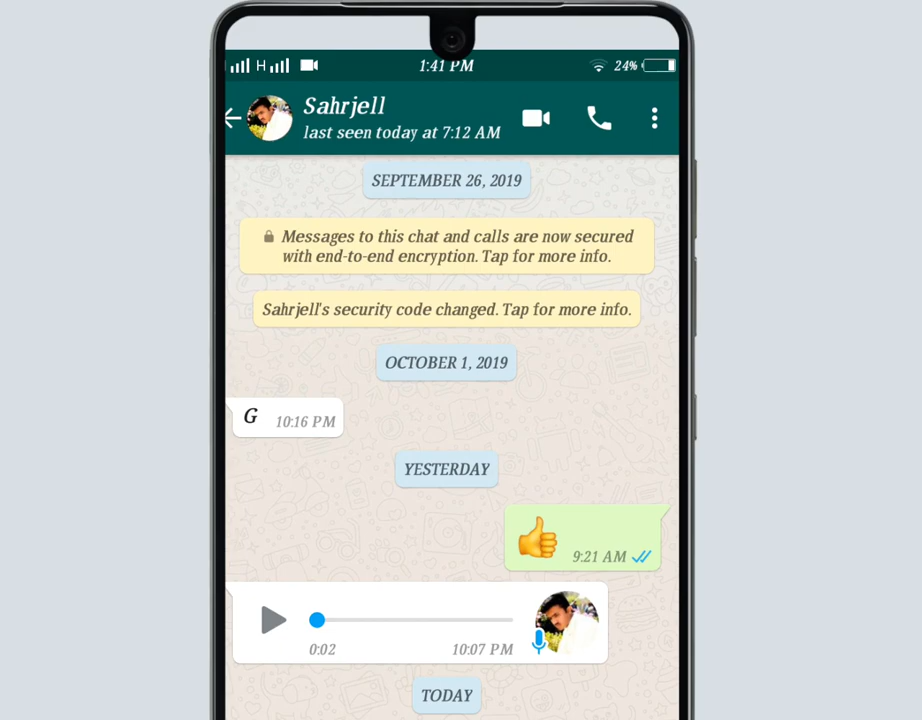 H 1:41 PM 24%
Sahrjell
last seen today at 7:12 AM
SEPTEMBER 26, 2019
Messages to this chat and calls are now secured
with end-to-end encryption. Tap for more info.
Sahrjell's security code changed. Tap for more info.
OCTOBER 1, 2019
G 10:16 PM
YESTERDAY
9:21 AM
0:02 10:07 PM
TODAY